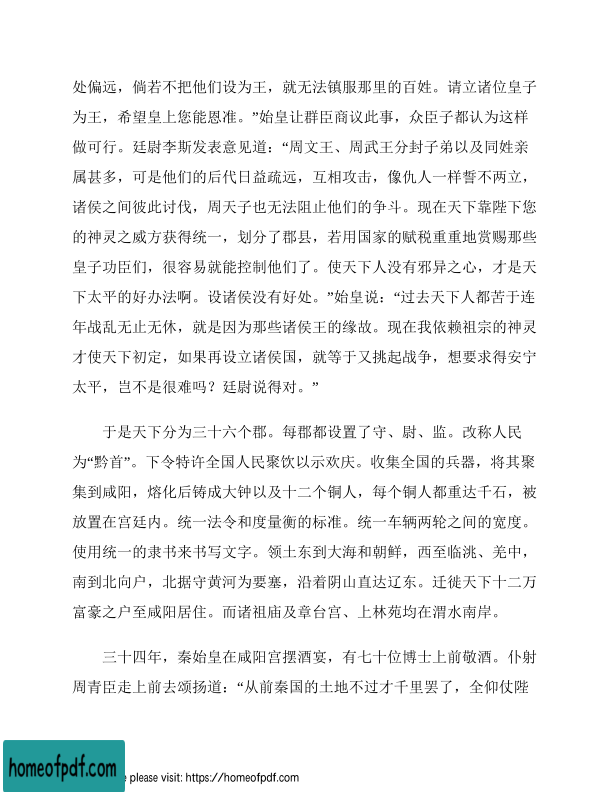 处偏远，倘若不把他们设为王，就无法镇服那里的百姓。请立诸位皇子
为王，希望皇上您能恩准。”始皇让群臣商议此事，众臣子都认为这样
做可行。廷尉李斯发表意见道：“周文王、周武王分封子弟以及同姓亲
属甚多，可是他们的后代日益疏远，互相攻击，像仇人一样誓不两立，
诸侯之间彼此讨伐，周天子也无法阻止他们的争斗。现在天下靠陛下您
的神灵之威方获得统一，划分了郡县，若用国家的赋税重重地赏赐那些
皇子功臣们，很容易就能控制他们了。使天下人没有邪异之心，才是天
下太平的好办法啊。设诸侯没有好处。”始皇说：“过去天下人都苦于连
年战乱无止无休，就是因为那些诸侯王的缘故。现在我依赖祖宗的神灵
才使天下初定，如果再设立诸侯国，就等于又挑起战争，想要求得安宁
太平，岂不是很难吗？廷尉说得对。”
于是天下分为三十六个郡。每郡都设置了守、尉、监。改称人民
为“黔首”。下令特许全国人民聚饮以示欢庆。收集全国的兵器，将其聚
集到咸阳，熔化后铸成大钟以及十二个铜人，每个铜人都重达千石，被
放置在宫廷内。统一法令和度量衡的标准。统一车辆两轮之间的宽度。
使用统一的隶书来书写文字。领土东到大海和朝鲜，西至临洮、羌中，
南到北向户，北据守黄河为要塞，沿着阴山直达辽东。迁徙天下十二万
富豪之户至咸阳居住。而诸祖庙及章台宫、上林苑均在渭水南岸。
三十四年，秦始皇在咸阳宫摆酒宴，有七十位博士上前敬酒。仆射
周青臣走上前去颂扬道：“从前秦国的土地不过才千里罢了，全仰仗陛
homeofpdf.com
e please visit: https://homeofpdf.com